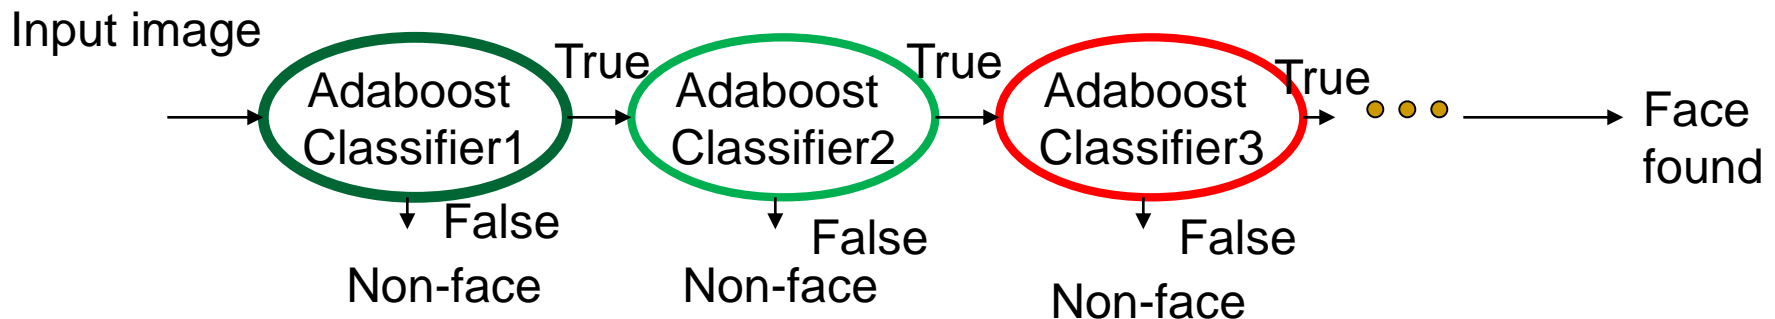 Input image
Adaboost
Classifier1
True
False
Non-face
Adaboost
Classifier2
True
False
Non-face
Adaboost
Classifier3
True
False
Non-face
Face
found